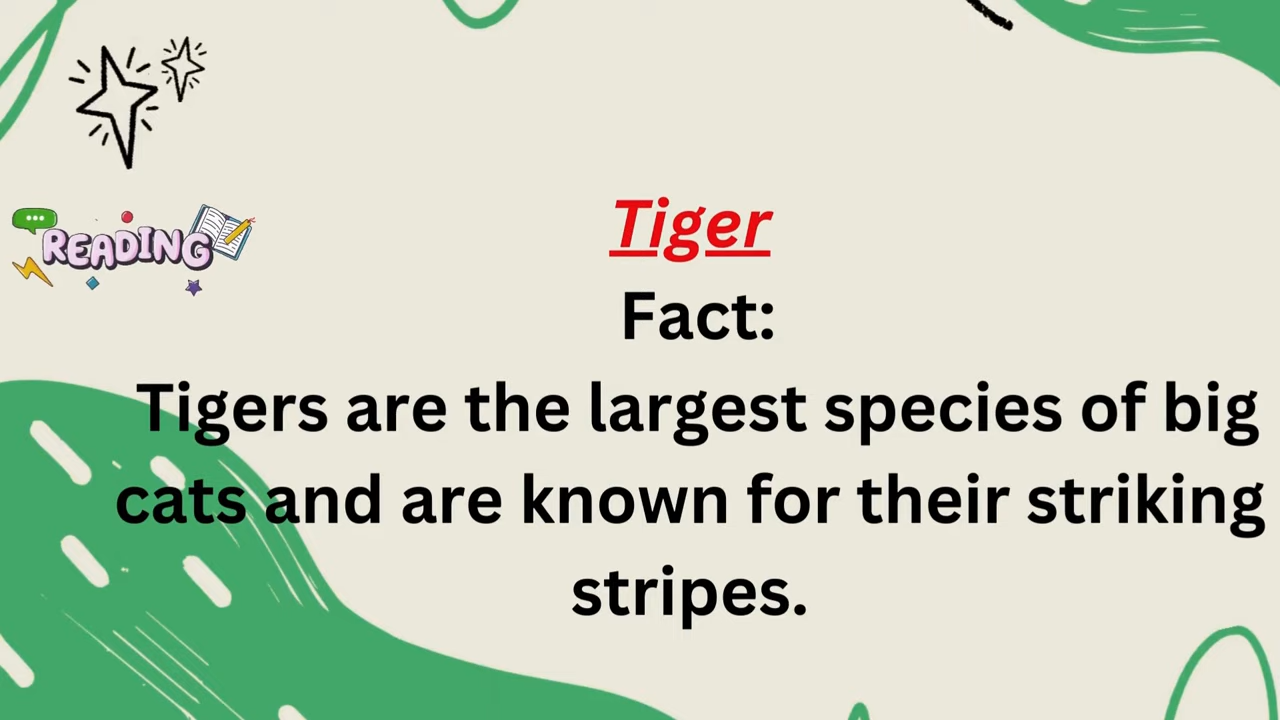 READING
Tiger
Fact:
Tigers are the largest species of big
cats and are known for their striking
stripes.